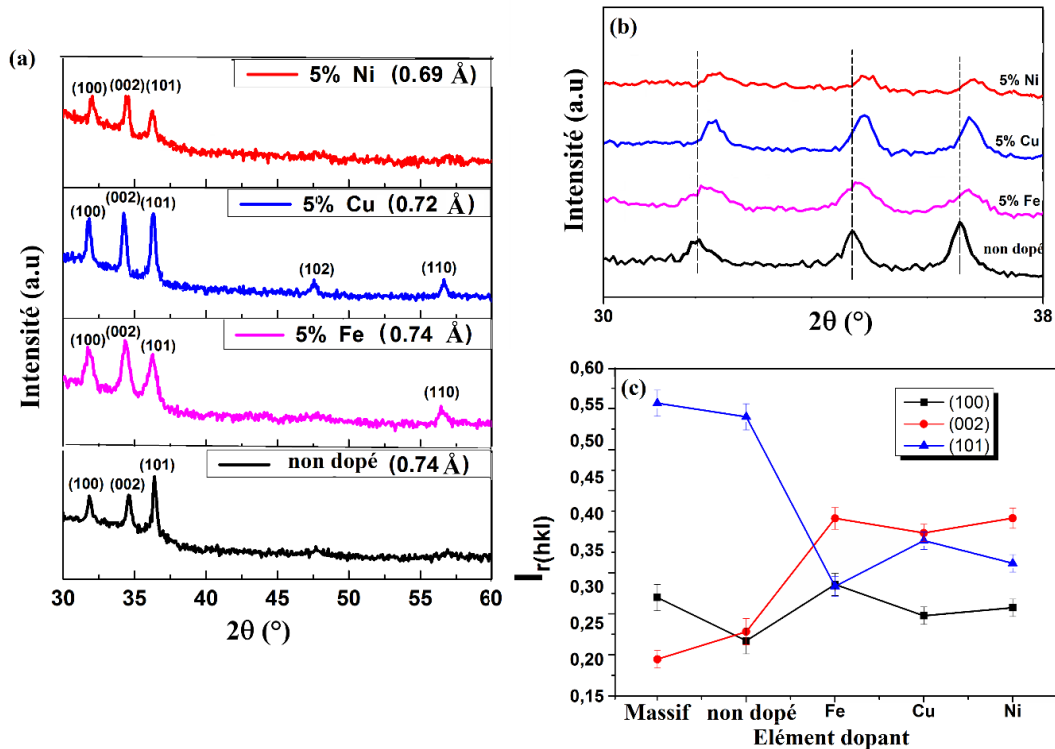 (a)
5% Ni (0.69 Å)
(100) (002) (101)
5% Cu (0.72 Å)
(100) (002) (101) (102) (110)
5% Fe (0.74 Å)
(100) (002) (101) (110)
non dopé (0.74 Å)
(100) (002) (101)
Intensité (a.u)
30 35 40 45 50 55 60
2θ (°)
(b)
5% Ni
5% Cu
5% Fe
non dopé
Intensité (a.u)
30 38
2θ (°)
(c)
(100)
(002)
(101)
0,60
0,55
0,50
0,40
0,35
0,30
0,25
0,20
0,15
Ir(hkl)
Massif non dopé Fe Cu Ni
Elément dopant